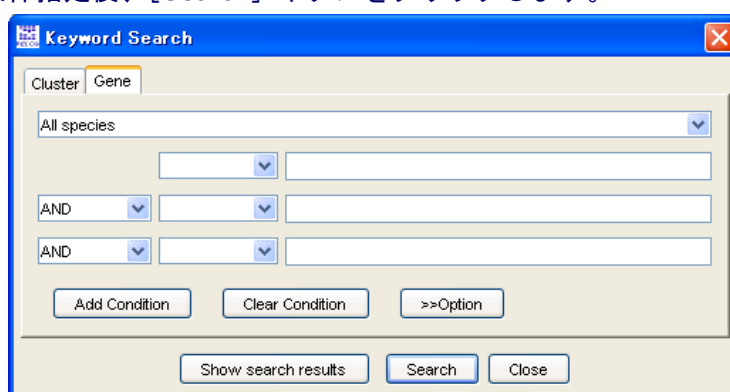 Keyword Search
Cluster Gene
All species
AND
AND
Add Condition Clear Condition >>Option
Show search results Search Close